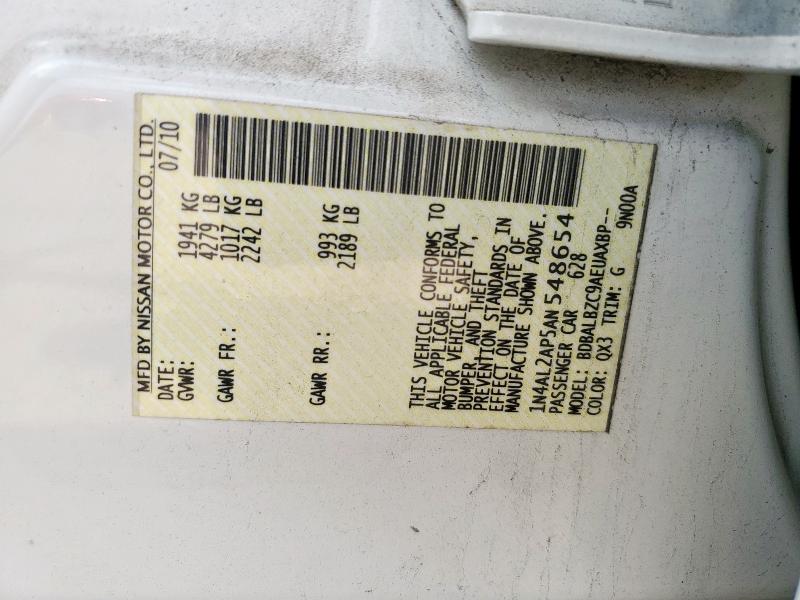 MFD BY NISSAN MOTOR CO., LTD.
DATE: 07/10
GVWR: 1941 KG
4279 LB
GAWR FR.: 1017 KG
2242 LB
GAWR RR.: 993 KG
2189 LB
THIS VEHICLE CONFORMS TO
ALL APPLICABLE FEDERAL
MOTOR VEHICLE SAFETY,
BUMPER, AND THEFT
PREVENTION STANDARDS IN
EFFECT ON THE DATE OF
MANUFACTURE SHOWN ABOVE.
1N4AL2AP5AN548654
PASSENGER CAR 628
MODEL: BDBALBZC9AEUAXBP--
COLOR: QX3 TRIM: G 9N00A